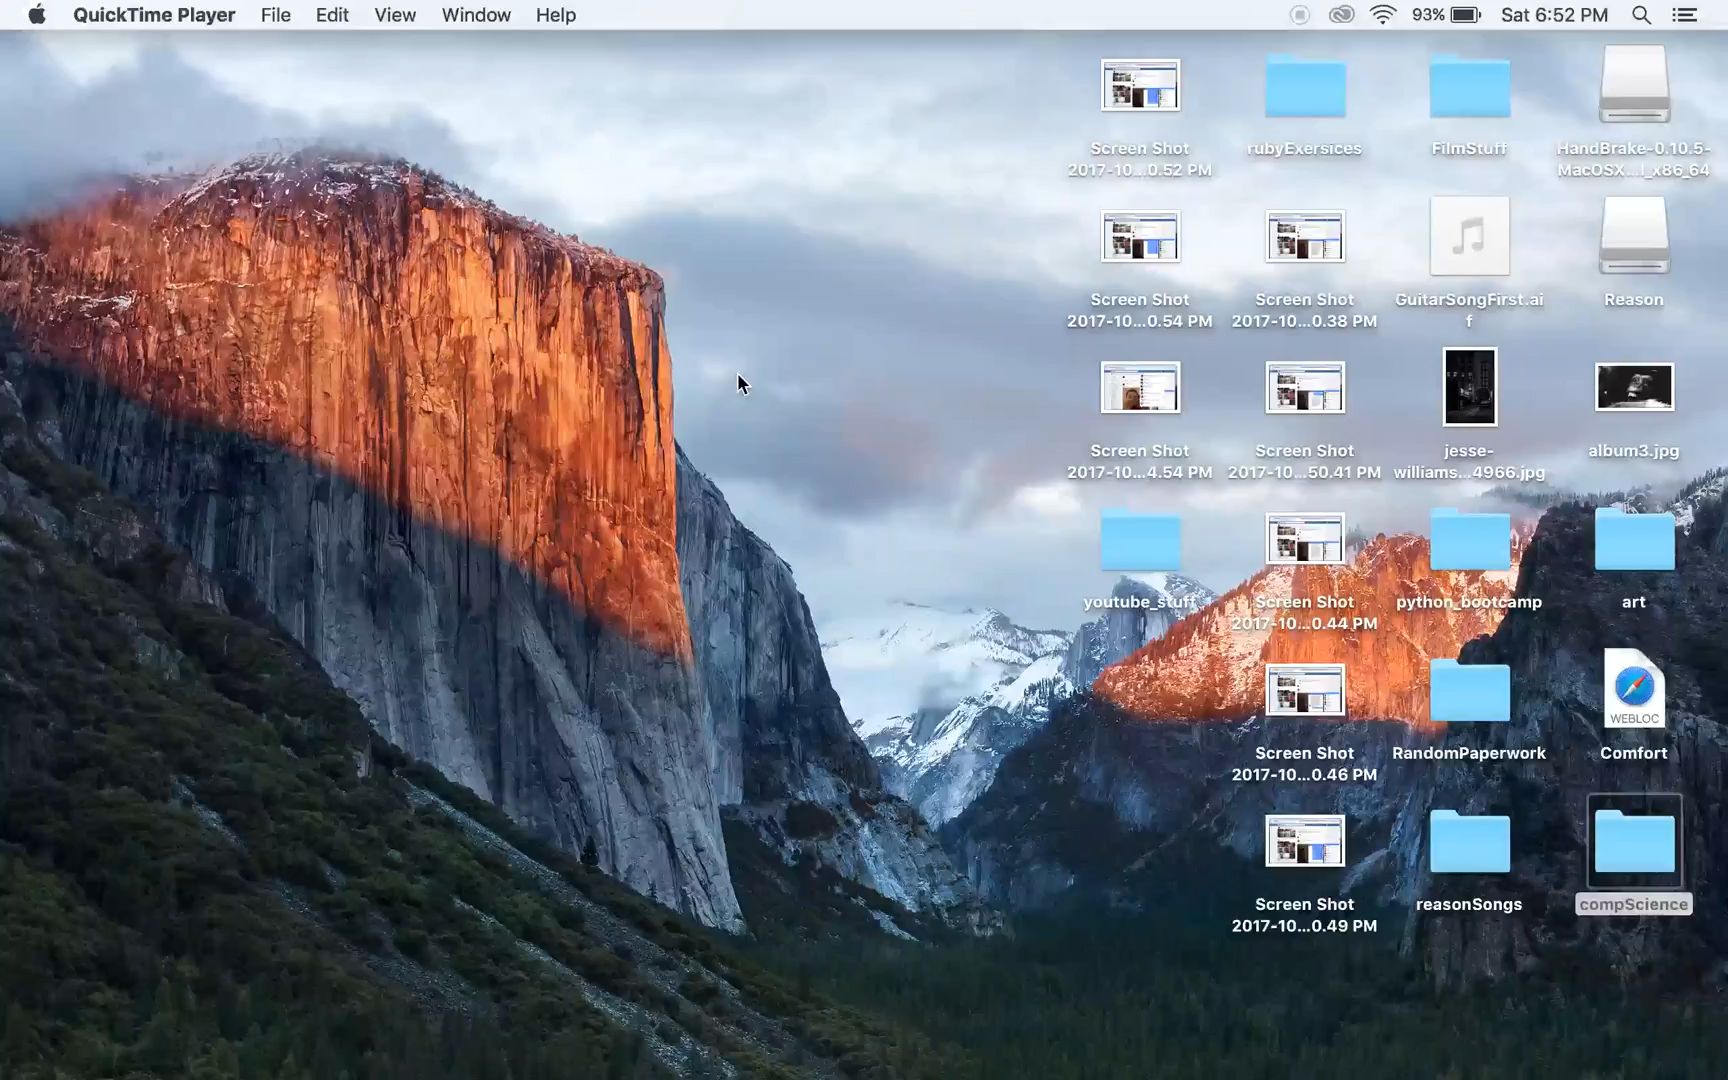 QuickTime Player File Edit View Window Help 93% Sat 6:52 PM
Screen Shot
2017-10...0.52 PM
rubyExersices
FilmStuff
HandBrake-0.10.5-
MacOSX...l_x86_64
Screen Shot
2017-10...0.54 PM
Screen Shot
2017-10...0.38 PM
GuitarSongFirst.ai
f
Reason
Screen Shot
2017-10...4.54 PM
Screen Shot
2017-10...50.41 PM
jesse-
williams...4966.jpg
album3.jpg
youtube_stuff
Screen Shot
2017-10...0.44 PM
python_bootcamp
art
Screen Shot
2017-10...0.46 PM
RandomPaperwork
WEBLOC
Comfort
Screen Shot
2017-10...0.49 PM
reasonSongs
compScience